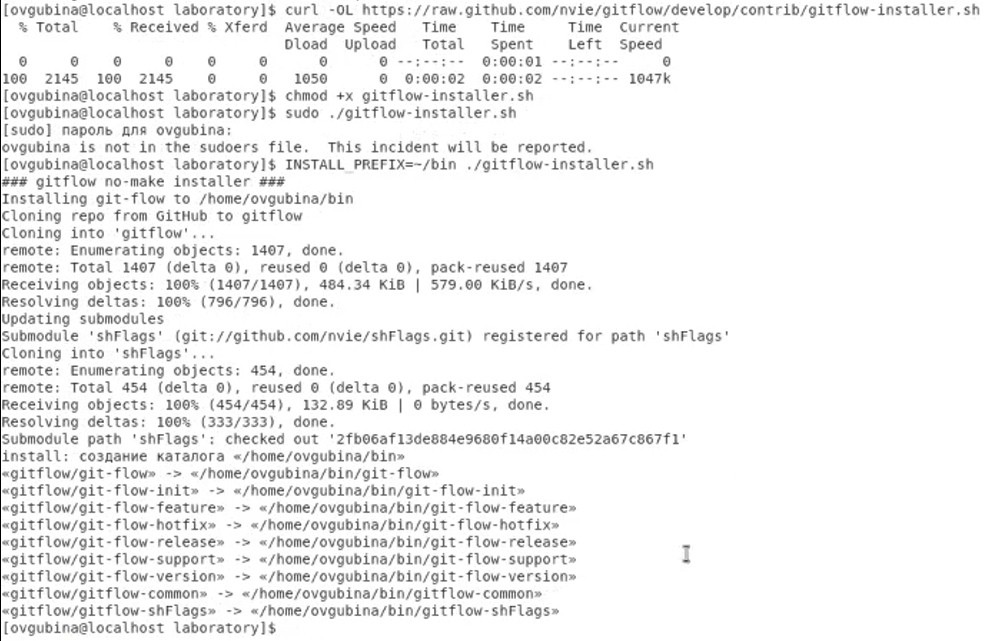 [ovgubina@localhost laboratory]$ curl -OL https://raw.github.com/nvie/gitflow/develop/contrib/gitflow-installer.sh
  % Total    % Received % Xferd  Average Speed   Time    Time     Time  Current
                                 Dload  Upload   Total   Spent    Left  Speed
  0     0    0     0    0     0      0      0 --:--:--  0:00:01 --:--:--     0
100  2145  100  2145    0     0   1050      0  0:00:02  0:00:02 --:--:-- 1047k
[ovgubina@localhost laboratory]$ chmod +x gitflow-installer.sh
[ovgubina@localhost laboratory]$ sudo ./gitflow-installer.sh
[sudo] пароль для ovgubina:
ovgubina is not in the sudoers file.  This incident will be reported.
[ovgubina@localhost laboratory]$ INSTALL_PREFIX=~/bin ./gitflow-installer.sh
### gitflow no-make installer ###
Installing git-flow to /home/ovgubina/bin
Cloning repo from GitHub to gitflow
Cloning into 'gitflow'...
remote: Enumerating objects: 1407, done.
remote: Total 1407 (delta 0), reused 0 (delta 0), pack-reused 1407
Receiving objects: 100% (1407/1407), 484.34 KiB | 579.00 KiB/s, done.
Resolving deltas: 100% (796/796), done.
Updating submodules
Submodule 'shFlags' (git://github.com/nvie/shFlags.git) registered for path 'shFlags'
Cloning into 'shFlags'...
remote: Enumerating objects: 454, done.
remote: Total 454 (delta 0), reused 0 (delta 0), pack-reused 454
Receiving objects: 100% (454/454), 132.89 KiB | 0 bytes/s, done.
Resolving deltas: 100% (333/333), done.
Submodule path 'shFlags': checked out '2fb06af13de884e9680f14a00c82e52a67c867f1'
install: создание каталога «/home/ovgubina/bin»
«gitflow/git-flow» -> «/home/ovgubina/bin/git-flow»
«gitflow/git-flow-init» -> «/home/ovgubina/bin/git-flow-init»
«gitflow/git-flow-feature» -> «/home/ovgubina/bin/git-flow-feature»
«gitflow/git-flow-hotfix» -> «/home/ovgubina/bin/git-flow-hotfix»
«gitflow/git-flow-release» -> «/home/ovgubina/bin/git-flow-release»
«gitflow/git-flow-support» -> «/home/ovgubina/bin/git-flow-support»
«gitflow/git-flow-version» -> «/home/ovgubina/bin/git-flow-version»
«gitflow/gitflow-common» -> «/home/ovgubina/bin/gitflow-common»
«gitflow/gitflow-shFlags» -> «/home/ovgubina/bin/gitflow-shFlags»
[ovgubina@localhost laboratory]$